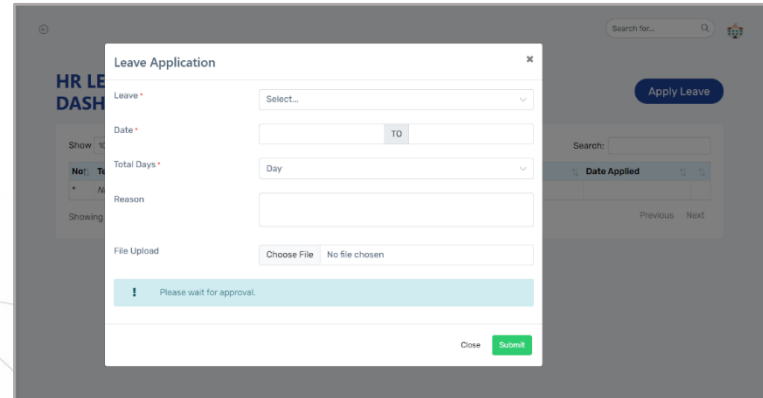 Search for...
Leave Application
×
HR LE
DASH
Apply Leave
Leave *
Select...
Date *
TO
Show 10
Search:
Total Days *
Day
No
Date Applied
*
Reason
Showing
Previous Next
File Upload
Choose File No file chosen
! Please wait for approval.
Close Submit